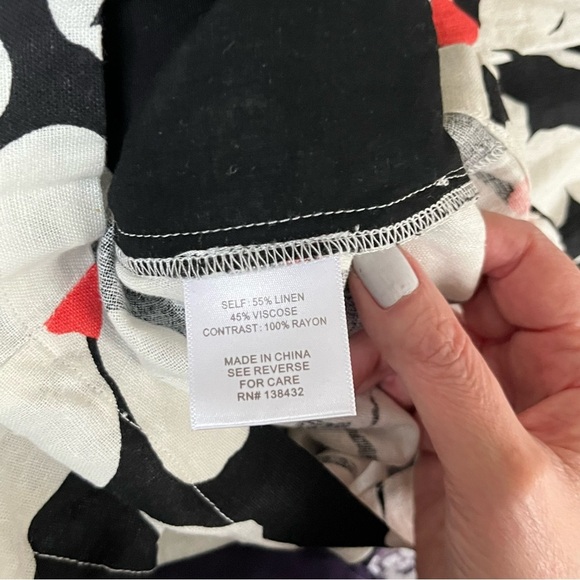 SELF: 55% LINEN
45% VISCOSE
CONTRAST: 100% RAYON
MADE IN CHINA
SEE REVERSE
FOR CARE
RN# 138432